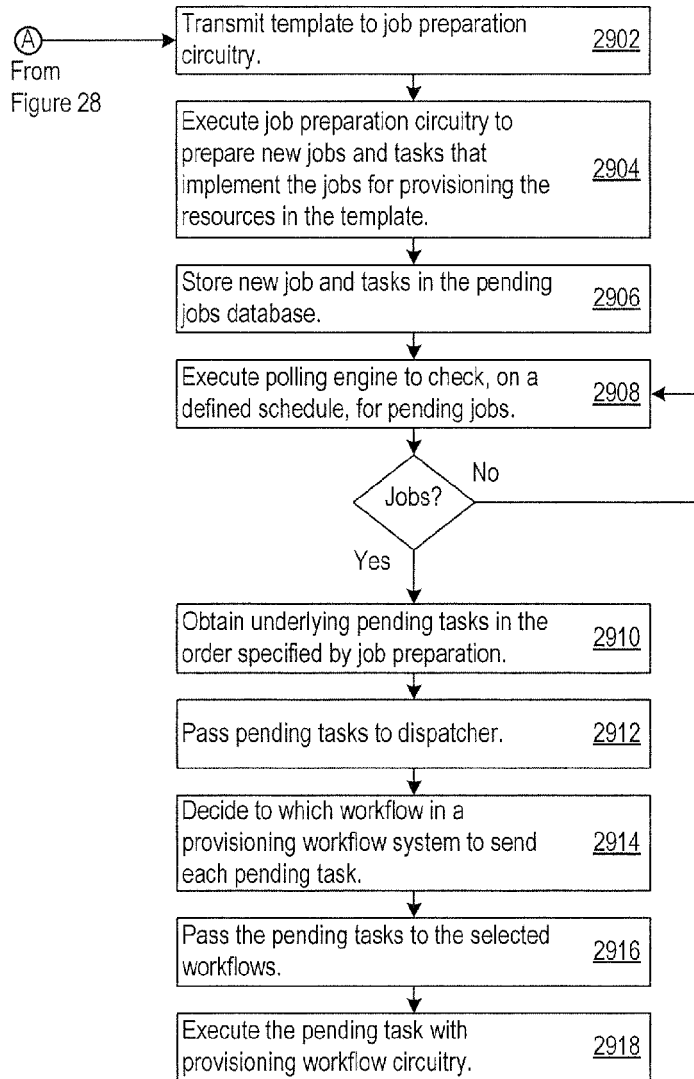 A
From
Figure 28
Transmit template to job preparation
circuitry.
2902
Execute job preparation circuitry to
prepare new jobs and tasks that
implement the jobs for provisioning the
resources in the template.
2904
Store new job and tasks in the pending
jobs database.
2906
Execute polling engine to check, on a
defined schedule, for pending jobs.
2908
Jobs?
No
Yes
Obtain underlying pending tasks in the
order specified by job preparation.
2910
Pass pending tasks to dispatcher.
2912
Decide to which workflow in a
provisioning workflow system to send
each pending task.
2914
Pass the pending tasks to the selected
workflows.
2916
Execute the pending task with
provisioning workflow circuitry.
2918